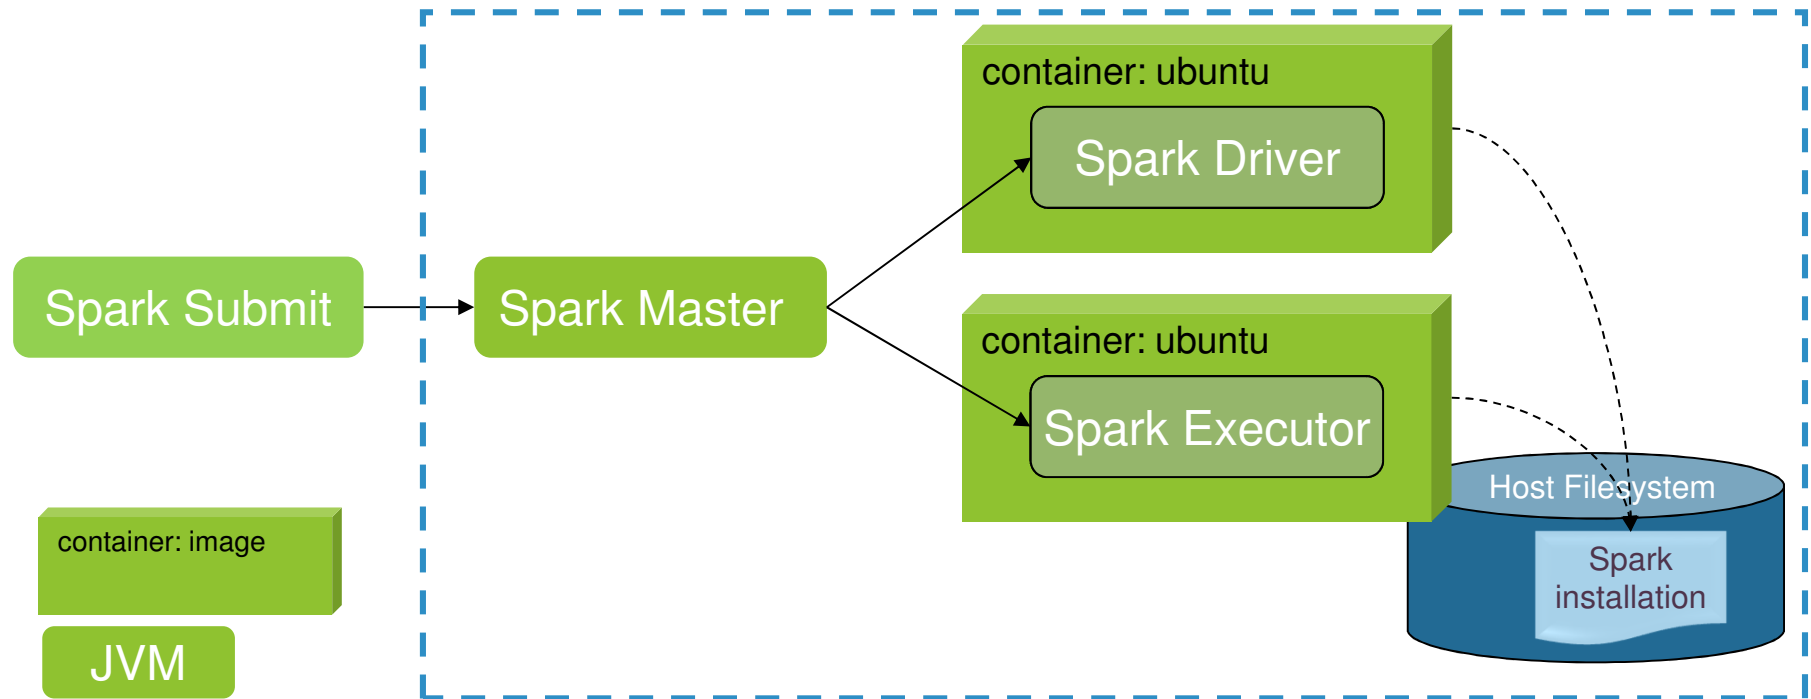 container: ubuntu
Spark Driver
Spark Submit
Spark Master
container: ubuntu
Spark Executor
Host Filesystem
Spark
installation
container: image
JVM